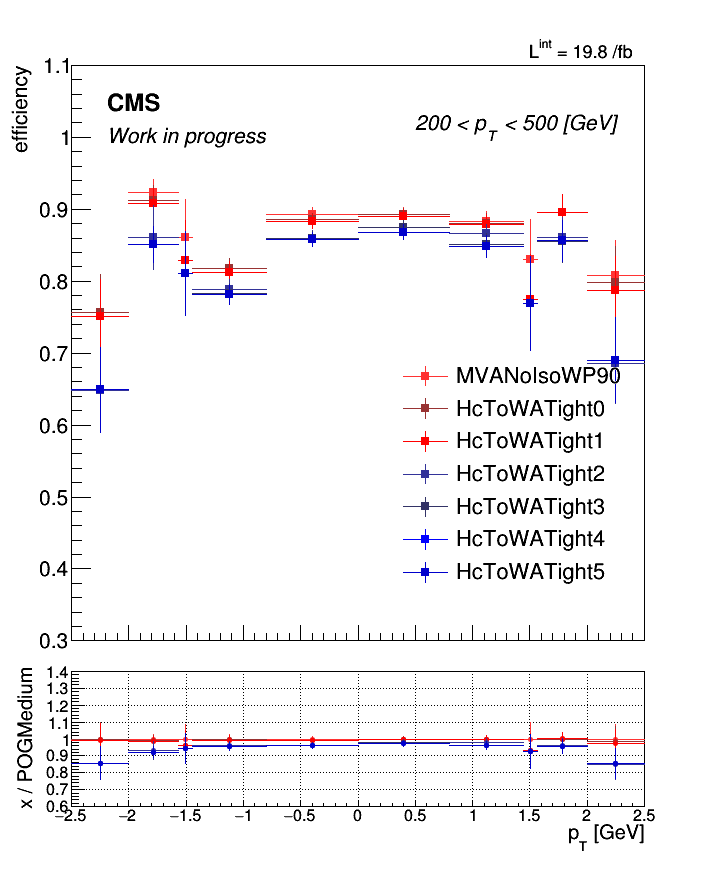 L^int = 19.8 /fb
efficiency
1.1
CMS
Work in progress
200 < p_T < 500 [GeV]
1
0.9
0.8
0.7
0.6
0.5
0.4
0.3
MVANoIsoWP90
HcToWATight0
HcToWATight1
HcToWATight2
HcToWATight3
HcToWATight4
HcToWATight5
x / POGMedium
1.4
1.3
1.2
1.1
1
0.9
0.8
0.7
0.6
−2.5 −2 −1.5 −1 −0.5 0 0.5 1 1.5 2 2.5
p_T [GeV]